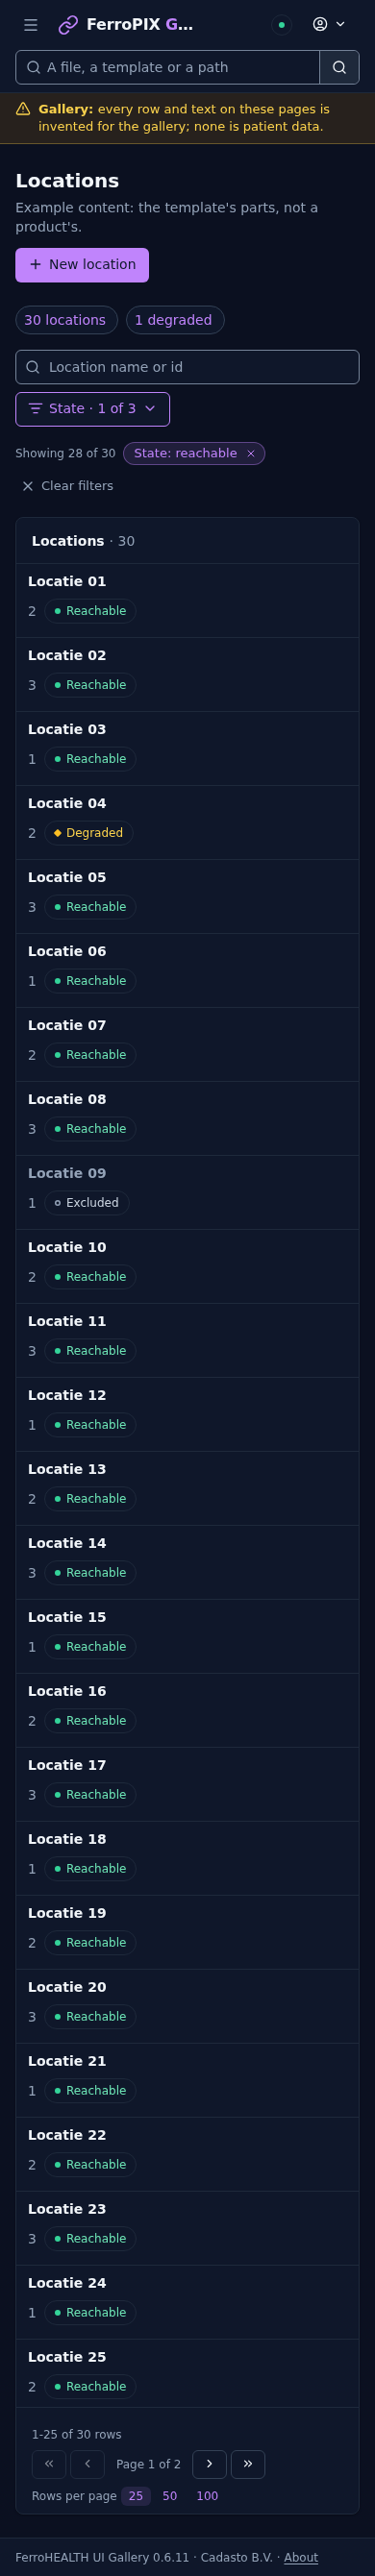 FerroPIX G…
A file, a template or a path
Gallery: every row and text on these pages is
invented for the gallery; none is patient data.
Locations
Example content: the template's parts, not a
product's.
New location
30 locations
1 degraded
Location name or id
State · 1 of 3
Showing 28 of 30
State: reachable
Clear filters
Locations · 30
Locatie 01
2 Reachable
Locatie 02
3 Reachable
Locatie 03
1 Reachable
Locatie 04
2 Degraded
Locatie 05
3 Reachable
Locatie 06
1 Reachable
Locatie 07
2 Reachable
Locatie 08
3 Reachable
Locatie 09
1 Excluded
Locatie 10
2 Reachable
Locatie 11
3 Reachable
Locatie 12
1 Reachable
Locatie 13
2 Reachable
Locatie 14
3 Reachable
Locatie 15
1 Reachable
Locatie 16
2 Reachable
Locatie 17
3 Reachable
Locatie 18
1 Reachable
Locatie 19
2 Reachable
Locatie 20
3 Reachable
Locatie 21
1 Reachable
Locatie 22
2 Reachable
Locatie 23
3 Reachable
Locatie 24
1 Reachable
Locatie 25
2 Reachable
1-25 of 30 rows
Page 1 of 2
Rows per page 25 50 100
FerroHEALTH UI Gallery 0.6.11 · Cadasto B.V. · About